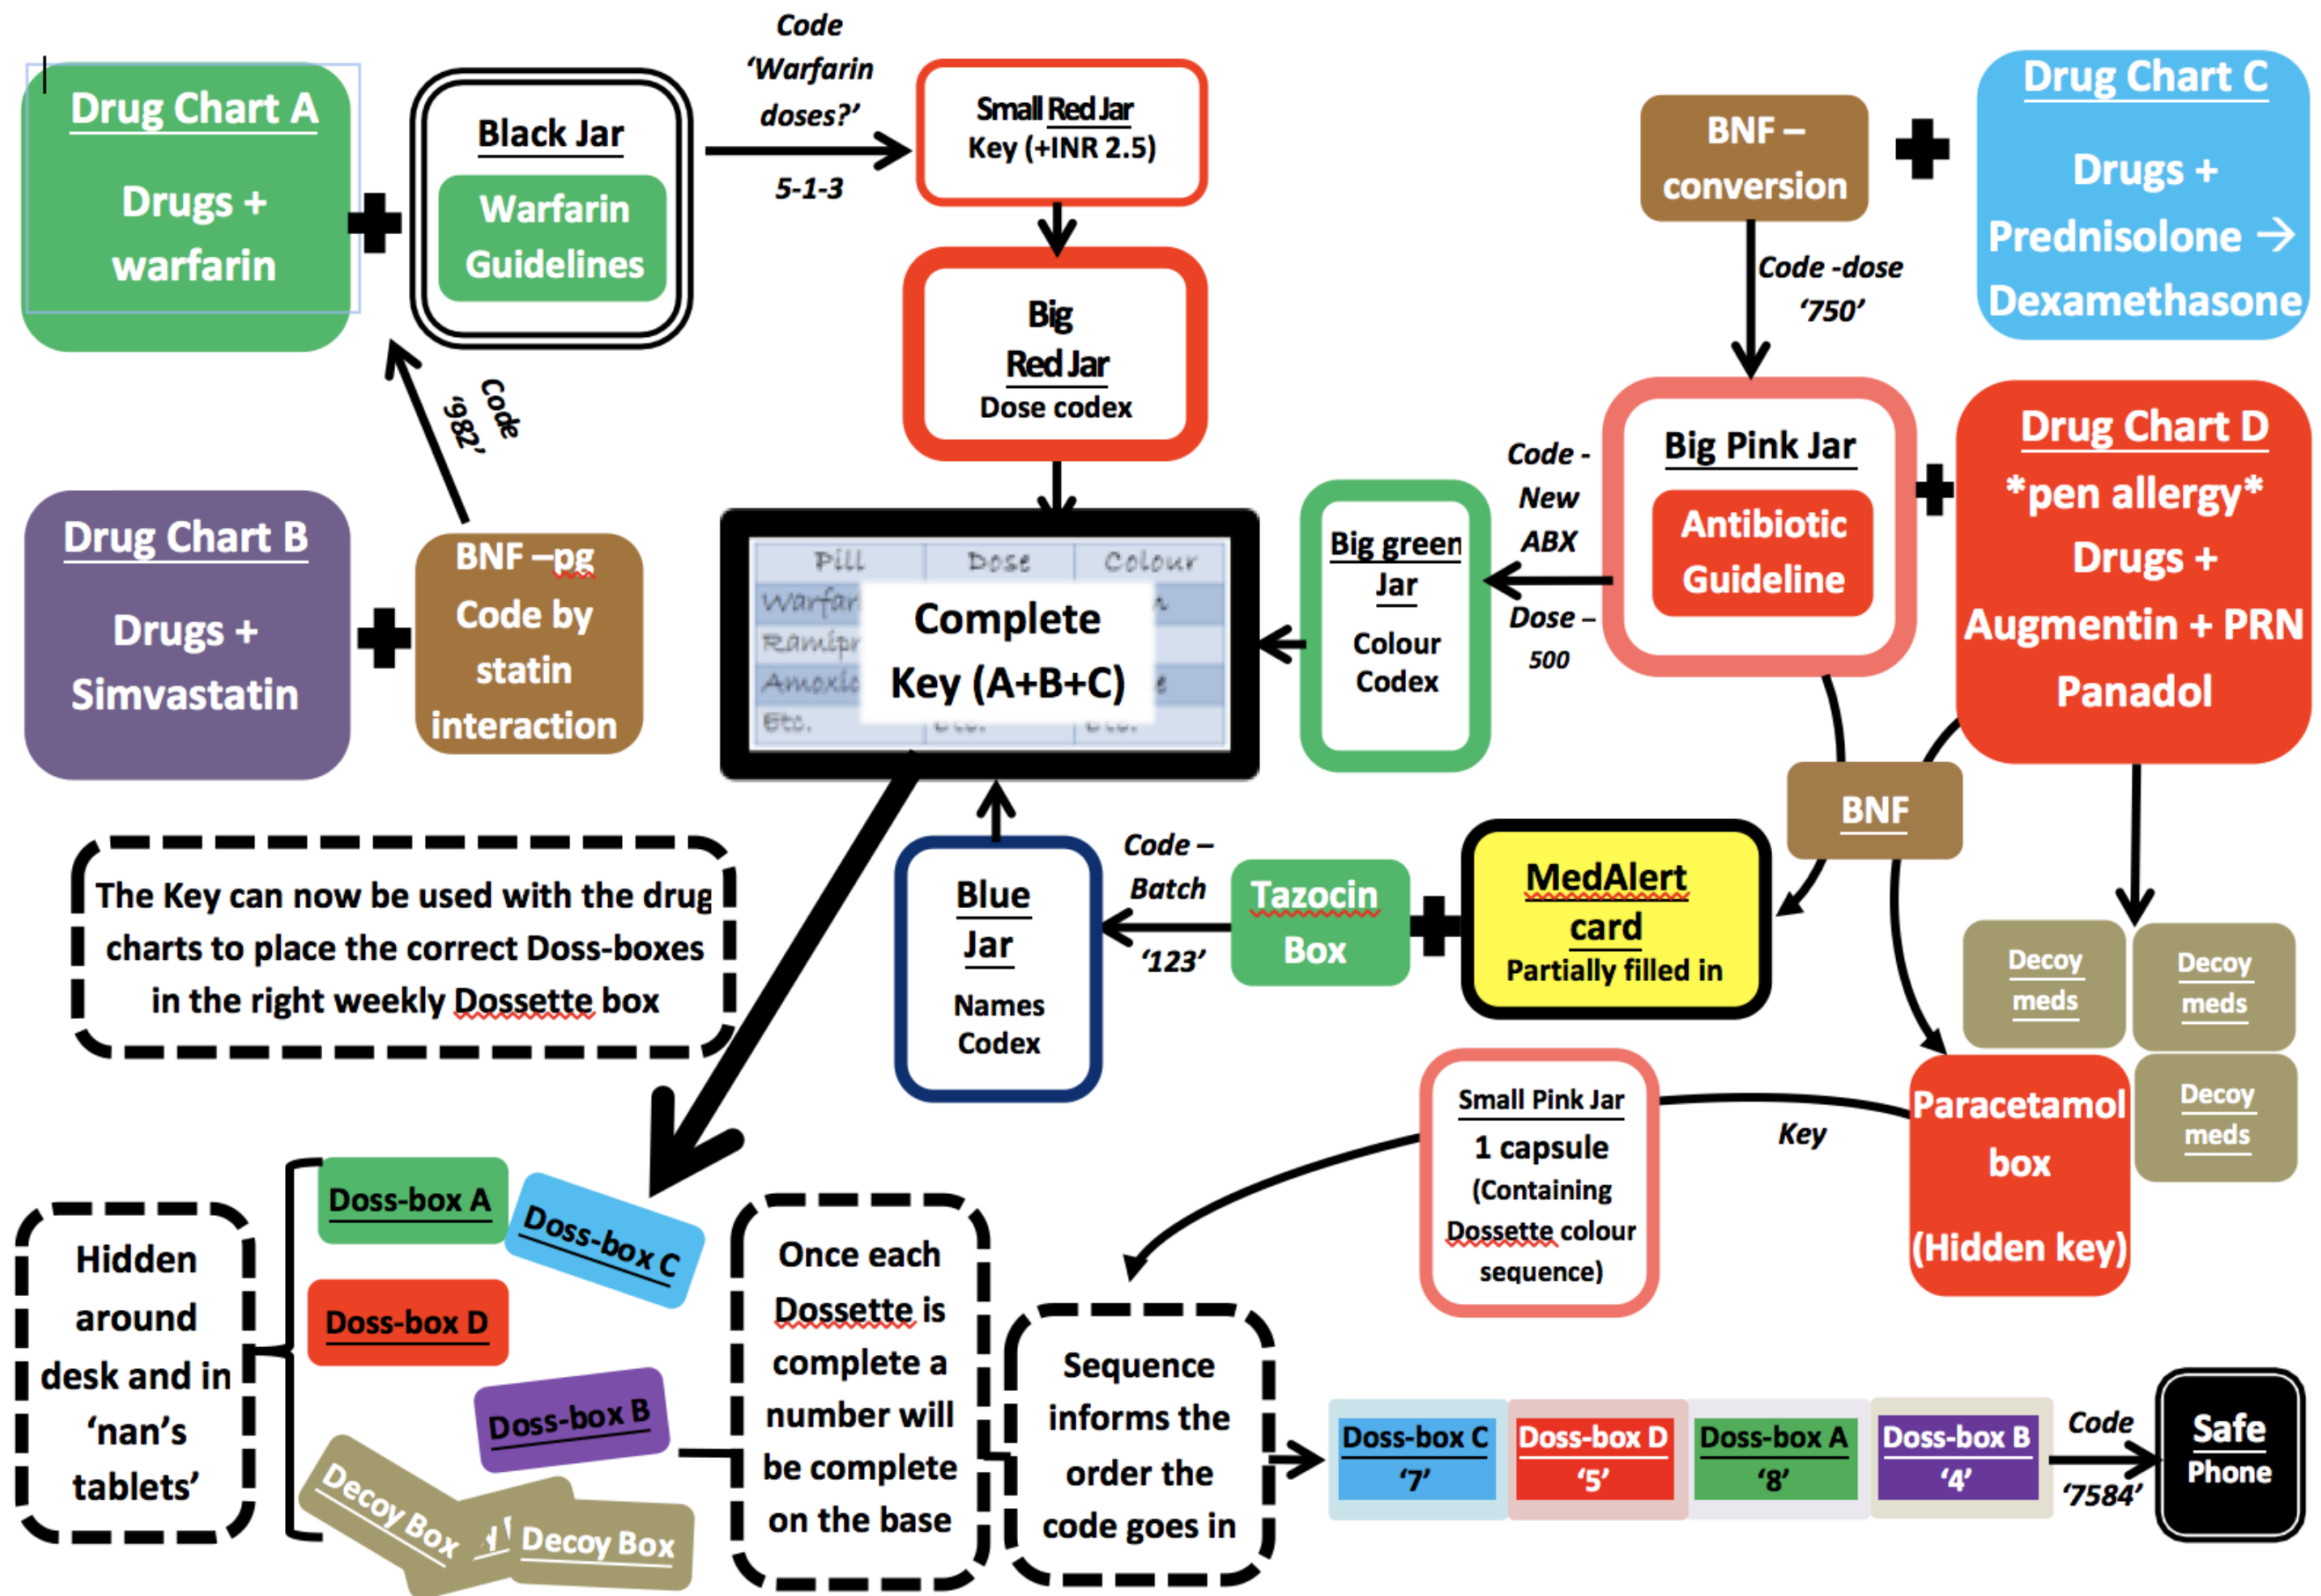 Drug Chart A
Drugs +
warfarin
Black Jar
Warfarin
Guidelines
Code
‘Warfarin
doses?’
5-1-3
Small Red Jar
Key (+INR 2.5)
Big
Red Jar
Dose codex
BNF –
conversion
Drug Chart C
Drugs +
Prednisolone →
Dexamethasone
Code -dose
‘750’
Code
‘982’
Drug Chart B
Drugs +
Simvastatin
BNF –pg
Code by
statin
interaction
Pill
Dose
Colour
Etc.
Etc.
Etc.
Complete
Key (A+B+C)
Big green
Jar
Colour
Codex
Code -
New
ABX
Dose –
500
Big Pink Jar
Antibiotic
Guideline
Drug Chart D
*pen allergy*
Drugs +
Augmentin + PRN
Panadol
BNF
The Key can now be used with the drug
charts to place the correct Doss-boxes
in the right weekly Dossette box
Blue
Jar
Names
Codex
Code –
Batch
‘123’
Tazocin
Box
MedAlert
card
Partially filled in
Decoy
meds
Decoy
meds
Decoy
meds
Paracetamol
box
(Hidden key)
Key
Small Pink Jar
1 capsule
(Containing
Dossette colour
sequence)
Hidden
around
desk and in
‘nan’s
tablets’
Doss-box A
Doss-box C
Doss-box D
Doss-box B
Decoy Box
Decoy Box
Once each
Dossette is
complete a
number will
be complete
on the base
Sequence
informs the
order the
code goes in
Doss-box C
‘7’
Doss-box D
‘5’
Doss-box A
‘8’
Doss-box B
‘4’
Code
‘7584’
Safe
Phone